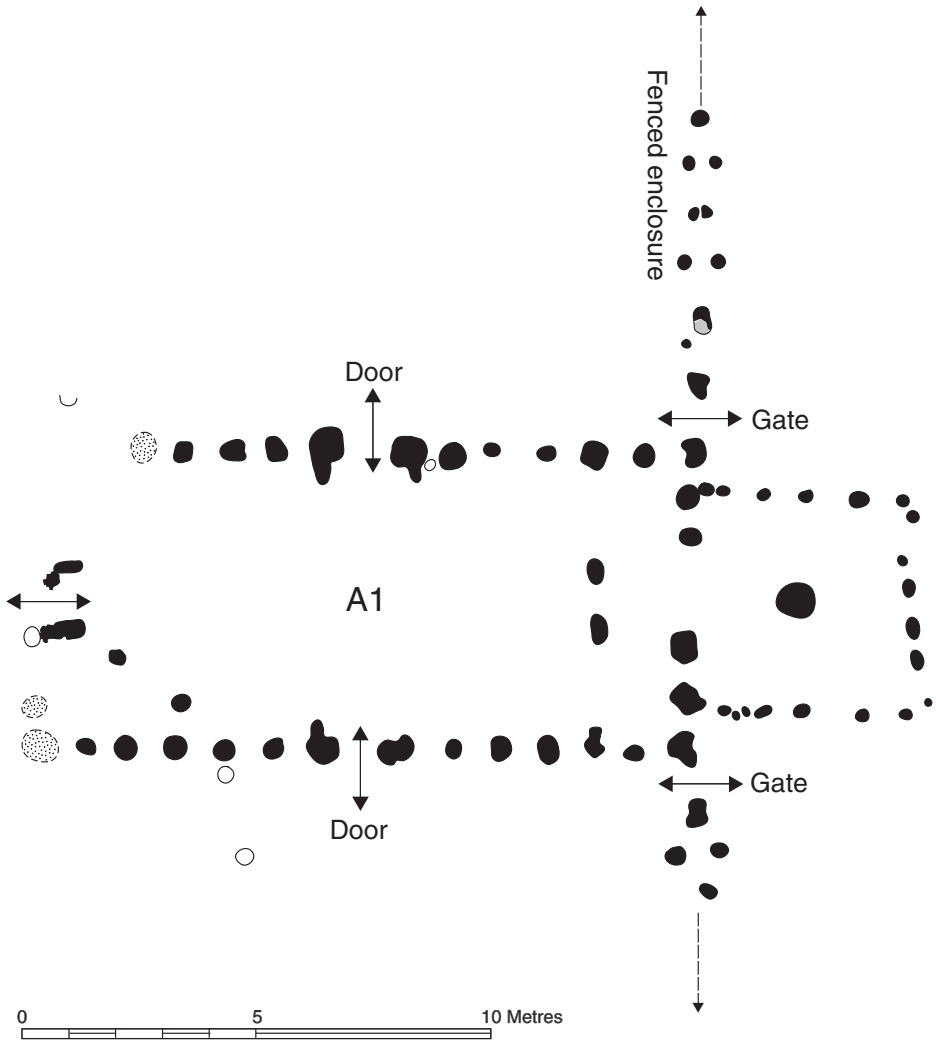 Fenced enclosure
Door
Gate
A1
Gate
Door
0 5 10 Metres